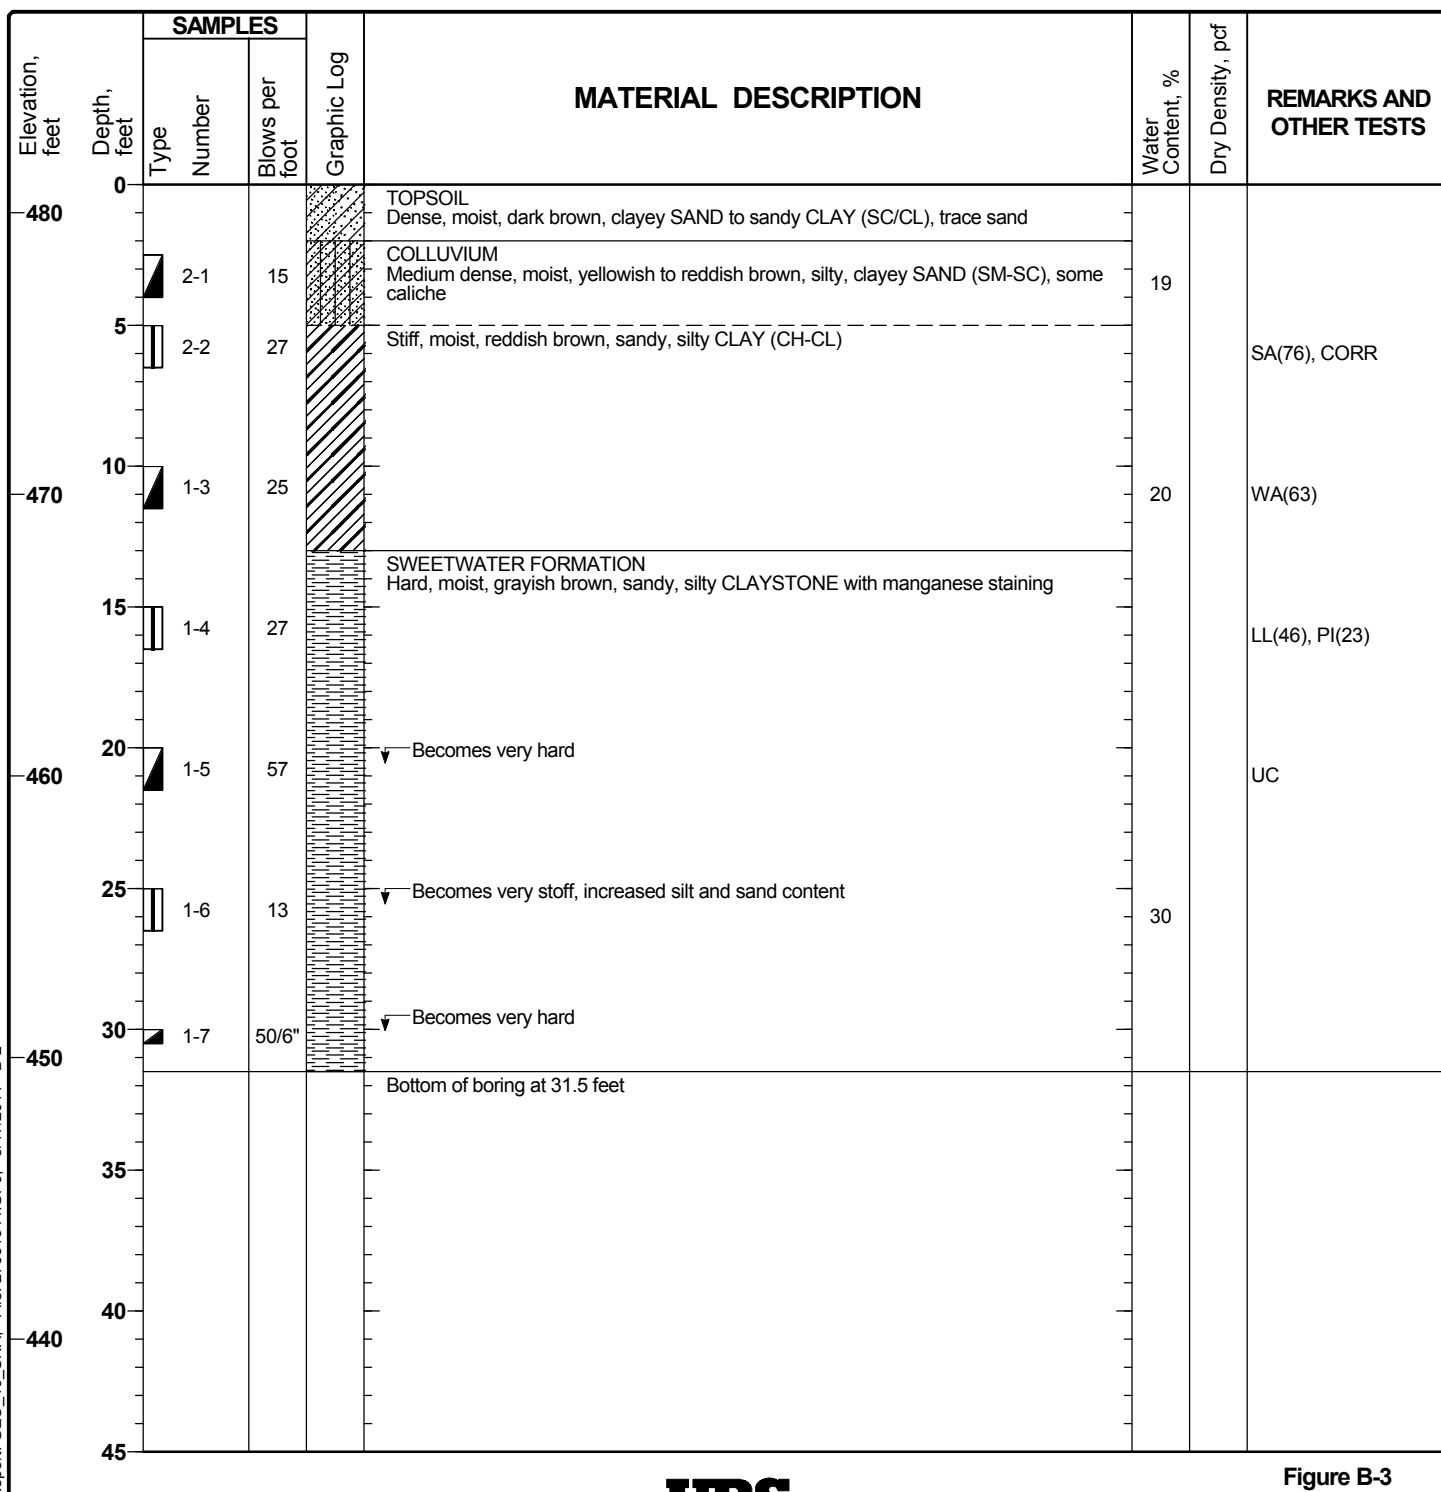 SAMPLES
Elevation, feet
Depth, feet
Type
Number
Blows per foot
Graphic Log
MATERIAL DESCRIPTION
Water Content, %
Dry Density, pcf
REMARKS AND OTHER TESTS
0
TOPSOIL
480
Dense, moist, dark brown, clayey SAND to sandy CLAY (SC/CL), trace sand
COLLUVIUM
2-1 15 Medium dense, moist, yellowish to reddish brown, silty, clayey SAND (SM-SC), some 19
caliche
5
2-2 27 Stiff, moist, reddish brown, sandy, silty CLAY (CH-CL)
SA(76), CORR
10
470 1-3 25 20 WA(63)
SWEETWATER FORMATION
Hard, moist, grayish brown, sandy, silty CLAYSTONE with manganese staining
15
1-4 27 LL(46), PI(23)
20 Becomes very hard
460 1-5 57 UC
25 Becomes very stoff, increased silt and sand content
1-6 13 30
Becomes very hard
30 1-7 50/6"
450
Bottom of boring at 31.5 feet
35
40
440
45
URS
Figure B-3